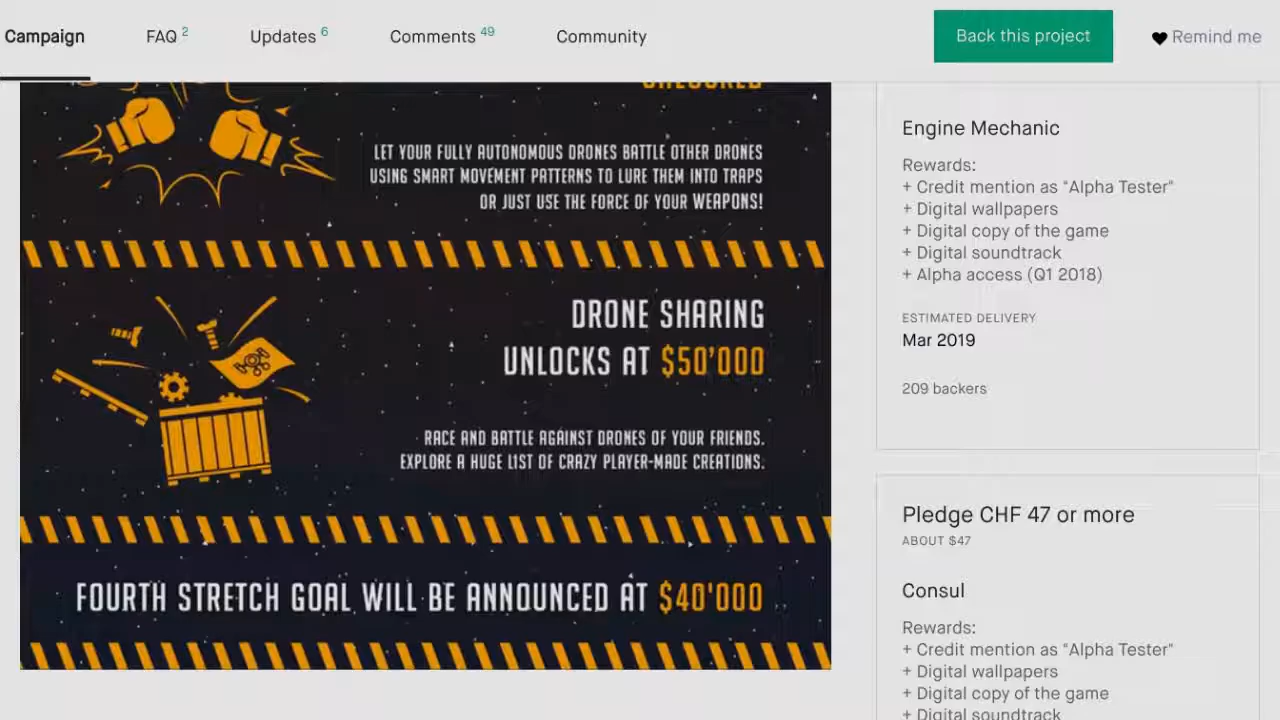 Campaign
FAQ 2
Updates 6
Comments 49
Community
Back this project
Remind me
UNLOCKED
LET YOUR FULLY AUTONOMOUS DRONES BATTLE OTHER DRONES
USING SMART MOVEMENT PATTERNS TO LURE THEM INTO TRAPS
OR JUST USE THE FORCE OF YOUR WEAPONS!
DRONE SHARING
UNLOCKS AT $50'000
RACE AND BATTLE AGAINST DRONES OF YOUR FRIENDS.
EXPLORE A HUGE LIST OF CRAZY PLAYER-MADE CREATIONS.
FOURTH STRETCH GOAL WILL BE ANNOUNCED AT $40'000
Engine Mechanic
Rewards:
+ Credit mention as "Alpha Tester"
+ Digital wallpapers
+ Digital copy of the game
+ Digital soundtrack
+ Alpha access (Q1 2018)
ESTIMATED DELIVERY
Mar 2019
209 backers
Pledge CHF 47 or more
ABOUT $47
Consul
Rewards:
+ Credit mention as "Alpha Tester"
+ Digital wallpapers
+ Digital copy of the game
+ Digital soundtrack